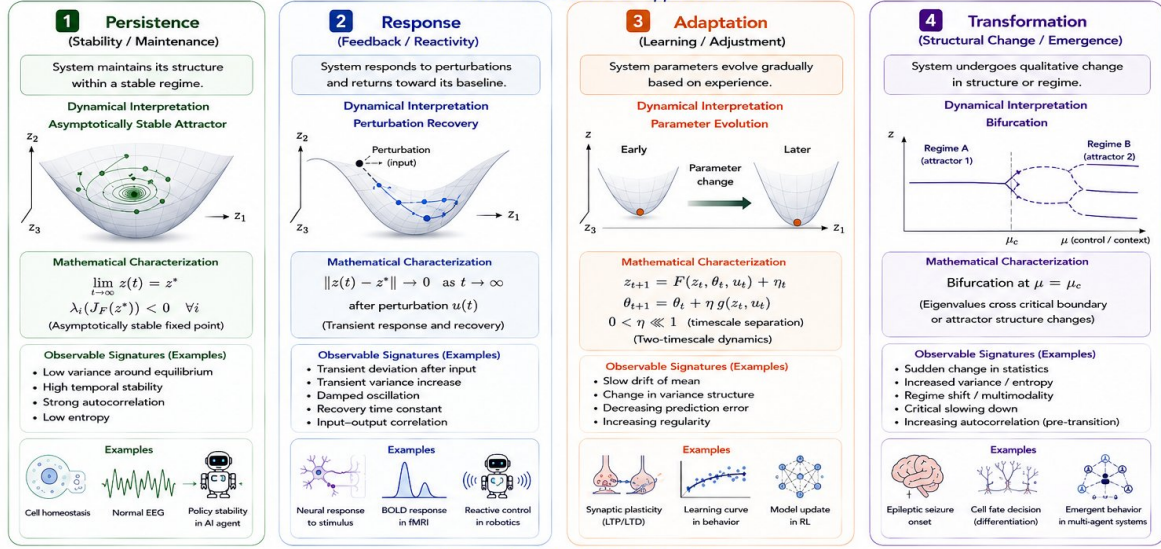 1 Persistence
(Stability / Maintenance)
System maintains its structure
within a stable regime.
Dynamical Interpretation
Asymptotically Stable Attractor
z₂
z₃
z₁
Mathematical Characterization
lim z(t) = z*
t→∞
λᵢ(J_F(z*)) < 0 ∀i
(Asymptotically stable fixed point)
Observable Signatures (Examples)
• Low variance around equilibrium
• High temporal stability
• Strong autocorrelation
• Low entropy
Examples
Cell homeostasis
Normal EEG
Policy stability
in AI agent
2 Response
(Feedback / Reactivity)
System responds to perturbations
and returns toward its baseline.
Dynamical Interpretation
Perturbation Recovery
z₂
Perturbation
(input)
z₃
z₁
Mathematical Characterization
‖z(t) − z*‖ → 0 as t → ∞
after perturbation u(t)
(Transient response and recovery)
Observable Signatures (Examples)
• Transient deviation after input
• Transient variance increase
• Damped oscillation
• Recovery time constant
• Input–output correlation
Examples
Neural response
to stimulus
BOLD response
in fMRI
Reactive control
in robotics
3 Adaptation
(Learning / Adjustment)
System parameters evolve gradually
based on experience.
Dynamical Interpretation
Parameter Evolution
z
Early
Later
Parameter
change
z₃
z₁
Mathematical Characterization
zₜ₊₁ = F(zₜ, θₜ, uₜ) + ηₜ
θₜ₊₁ = θₜ + η g(zₜ, uₜ)
0 < η ⋘ 1 (timescale separation)
(Two-timescale dynamics)
Observable Signatures (Examples)
• Slow drift of mean
• Change in variance structure
• Decreasing prediction error
• Increasing regularity
Examples
Synaptic plasticity
(LTP/LTD)
Learning curve
in behavior
Model update
in RL
4 Transformation
(Structural Change / Emergence)
System undergoes qualitative change
in structure or regime.
Dynamical Interpretation
Bifurcation
z
Regime A
(attractor 1)
Regime B
(attractor 2)
μ_c
μ (control / context)
Mathematical Characterization
Bifurcation at μ = μ_c
(Eigenvalues cross critical boundary
or attractor structure changes)
Observable Signatures (Examples)
• Sudden change in statistics
• Increased variance / entropy
• Regime shift / multimodality
• Critical slowing down
• Increasing autocorrelation (pre-transition)
Examples
Epileptic seizure
onset
Cell fate decision
(differentiation)
Emergent behavior
in multi-agent systems